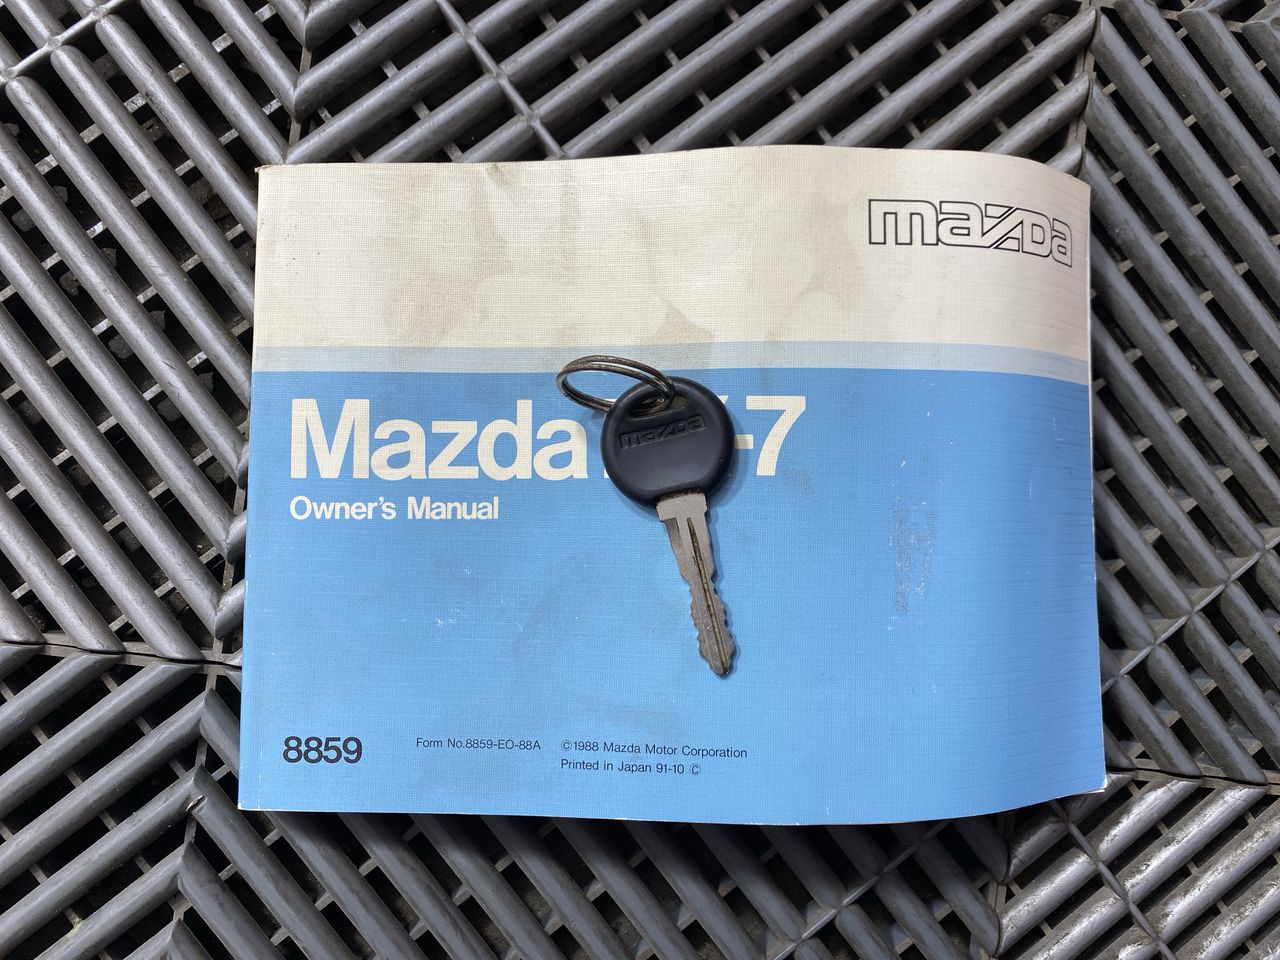 mazda
Mazda -7
mazda
Owner's Manual
8859
Form No.8859-EO-88A
©1988 Mazda Motor Corporation
Printed in Japan 91-10 Ⓒ